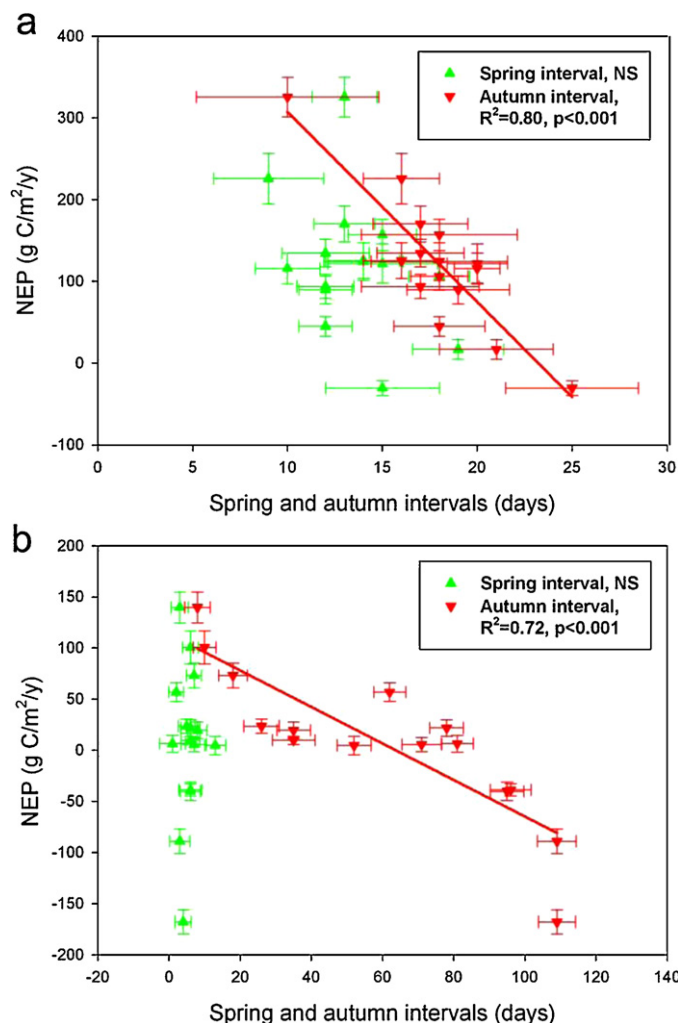 a
400
300
200
100
0
-100
NEP (g C/m²/y)
Spring interval, NS
Autumn interval,
R²=0.80, p<0.001
0 5 10 15 20 25 30
Spring and autumn intervals (days)
b
200
150
100
50
0
-50
-100
-150
-200
NEP (g C/m²/y)
Spring interval, NS
Autumn interval,
R²=0.72, p<0.001
-20 0 20 40 60 80 100 120 140
Spring and autumn intervals (days)